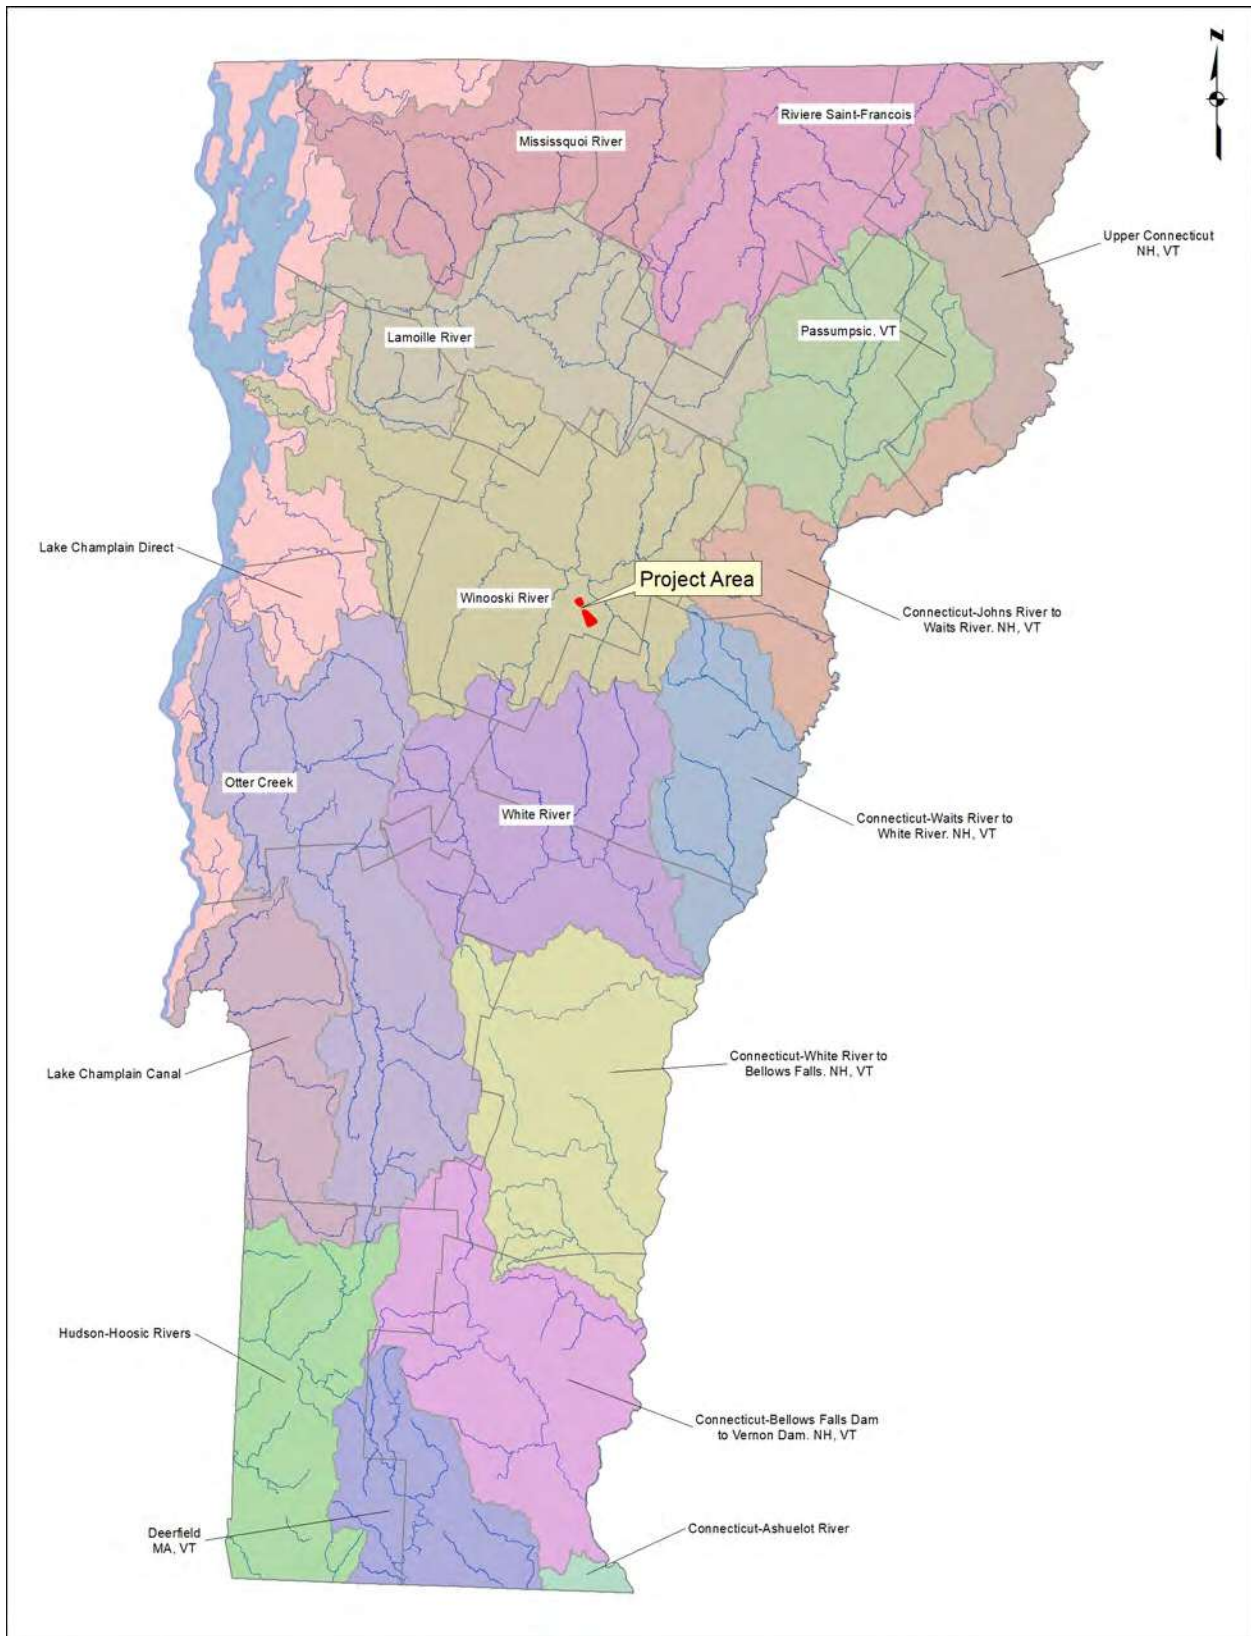 N
Riviere Saint-Francois
Mississquoi River
Upper Connecticut
NH, VT
Passumpsic, VT
Lamoille River
Lake Champlain Direct
Project Area
Winooski River
Connecticut-Johns River to
Waits River. NH, VT
Otter Creek
White River
Connecticut-Waits River to
White River. NH, VT
Connecticut-White River to
Bellows Falls. NH, VT
Lake Champlain Canal
Hudson-Hoosic Rivers
Connecticut-Bellows Falls Dam
to Vernon Dam. NH, VT
Deerfield
MA, VT
Connecticut-Ashuelot River